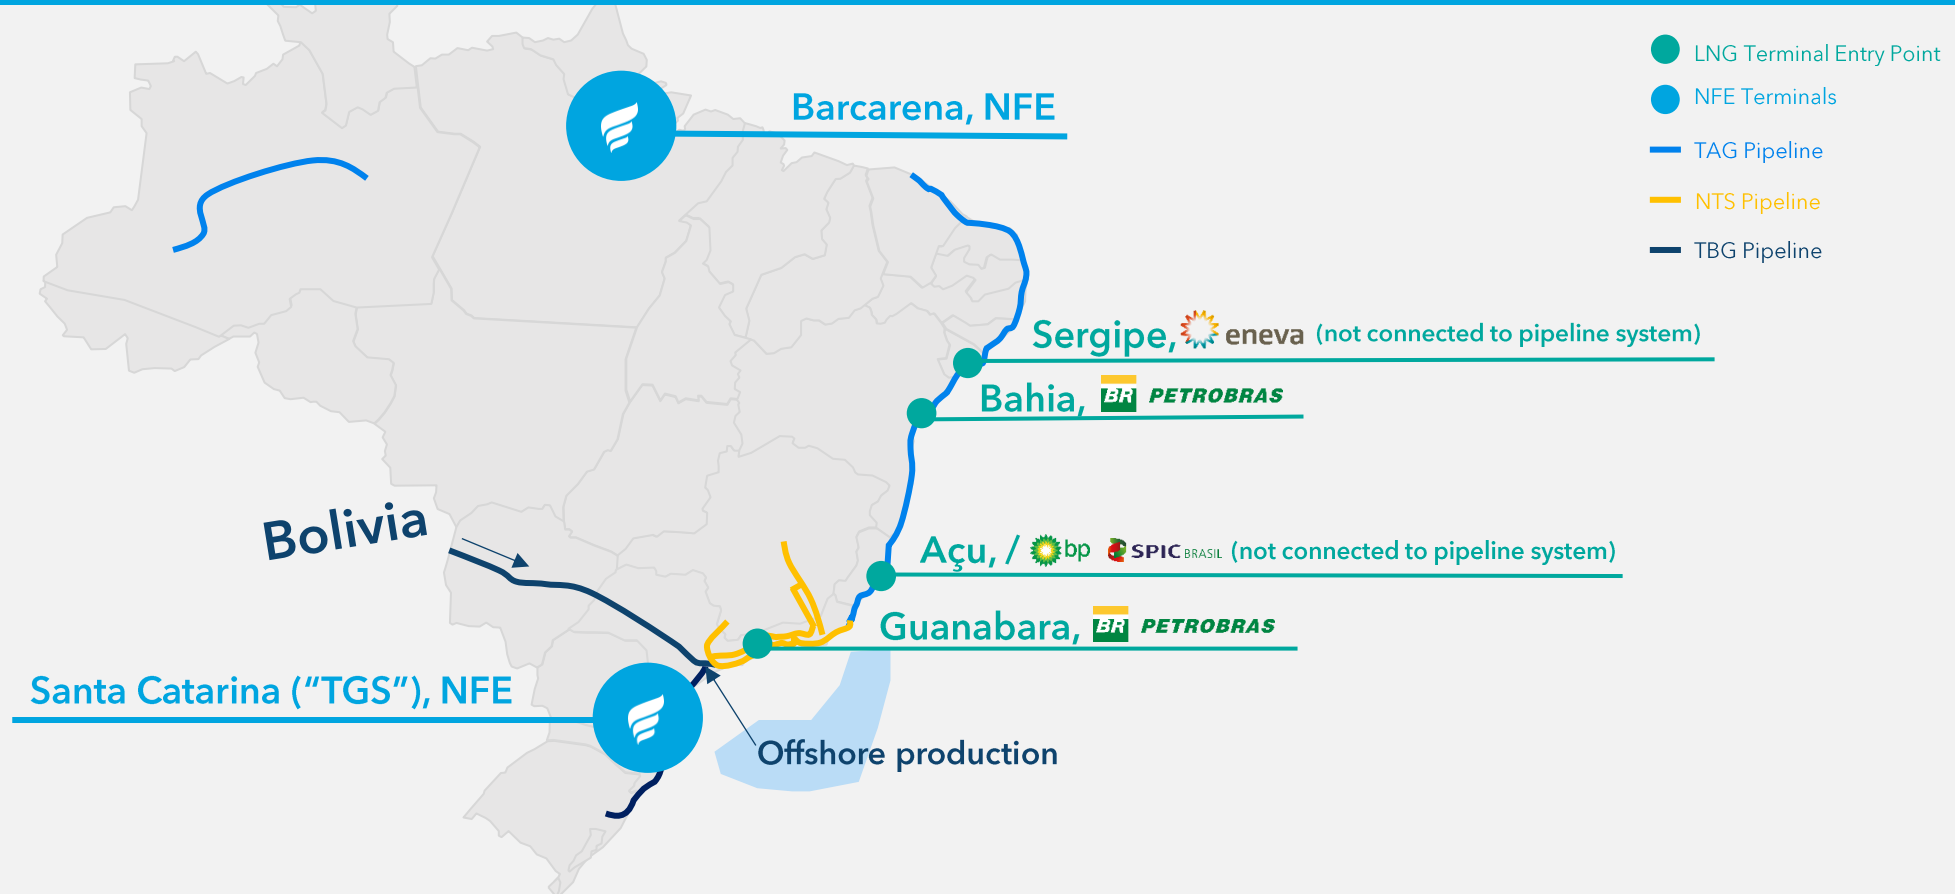 LNG Terminal Entry Point
NFE Terminals
TAG Pipeline
NTS Pipeline
TBG Pipeline
Barcarena, NFE
Sergipe, eneva (not connected to pipeline system)
Bahia, BR PETROBRAS
Bolivia
Açu, / bp SPIC BRASIL (not connected to pipeline system)
Guanabara, BR PETROBRAS
Santa Catarina (“TGS”), NFE
Offshore production